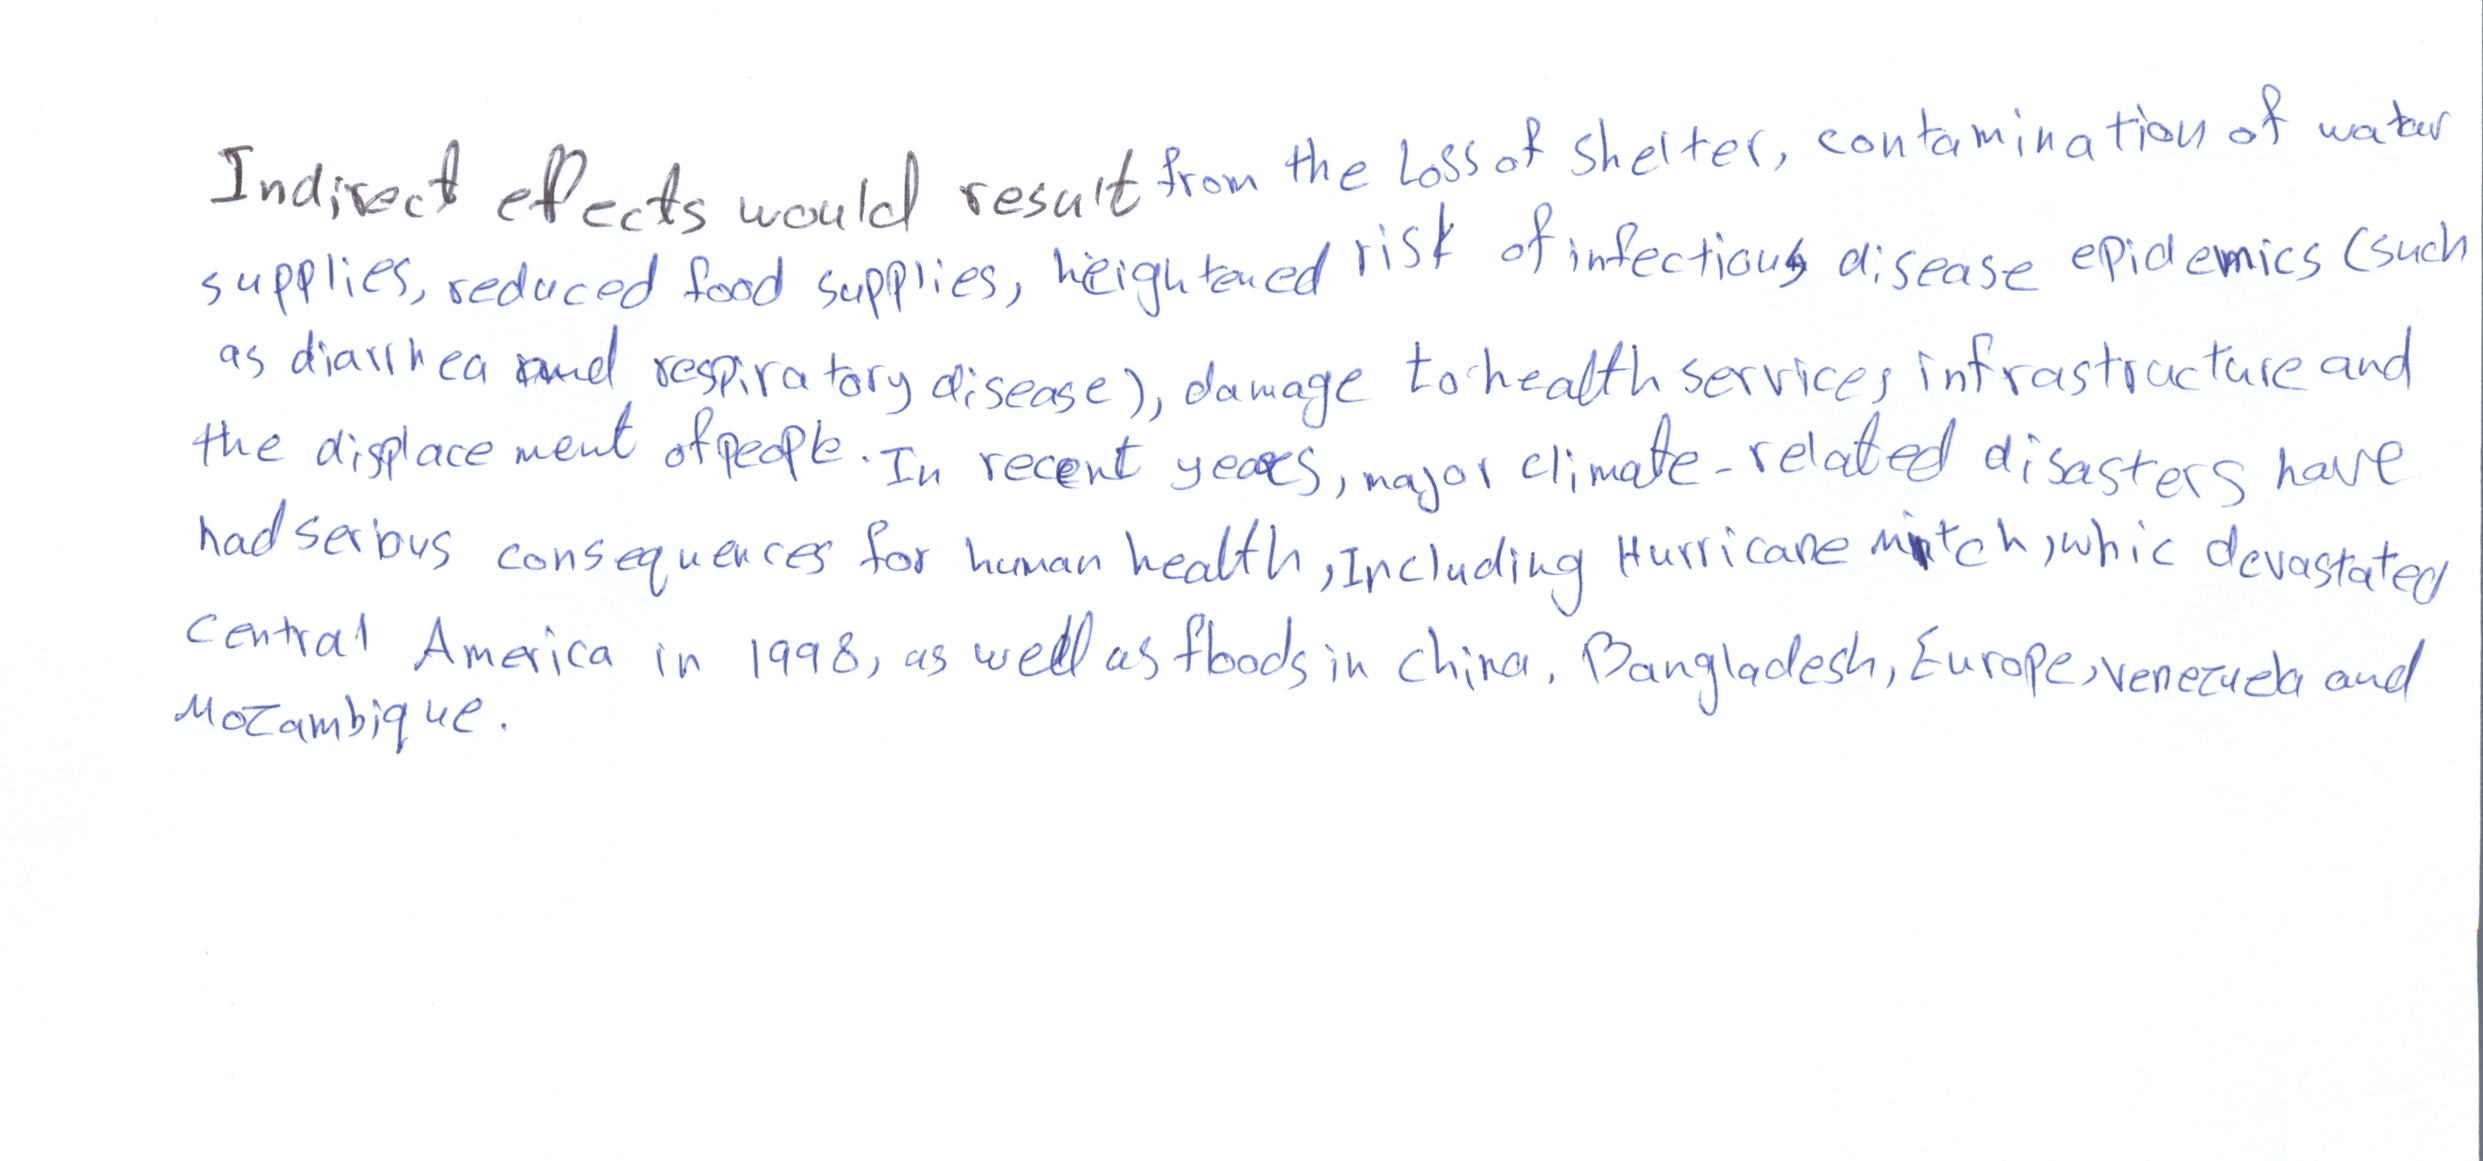 Indirect effects would result from the Loss of shelter, contamination of water
supplies, reduced food supplies, heightened risk of infectious disease epidemics (such
as diarrhea and respiratory disease), damage to health services infrastructure and
the displacement of people. In recent years, major climate-related disasters have
had serious consequences for human health, Including Hurricane mitch, whic devastated
Central America in 1998, as well as floods in china, Bangladesh, Europe, venezuela and
Mozambique.